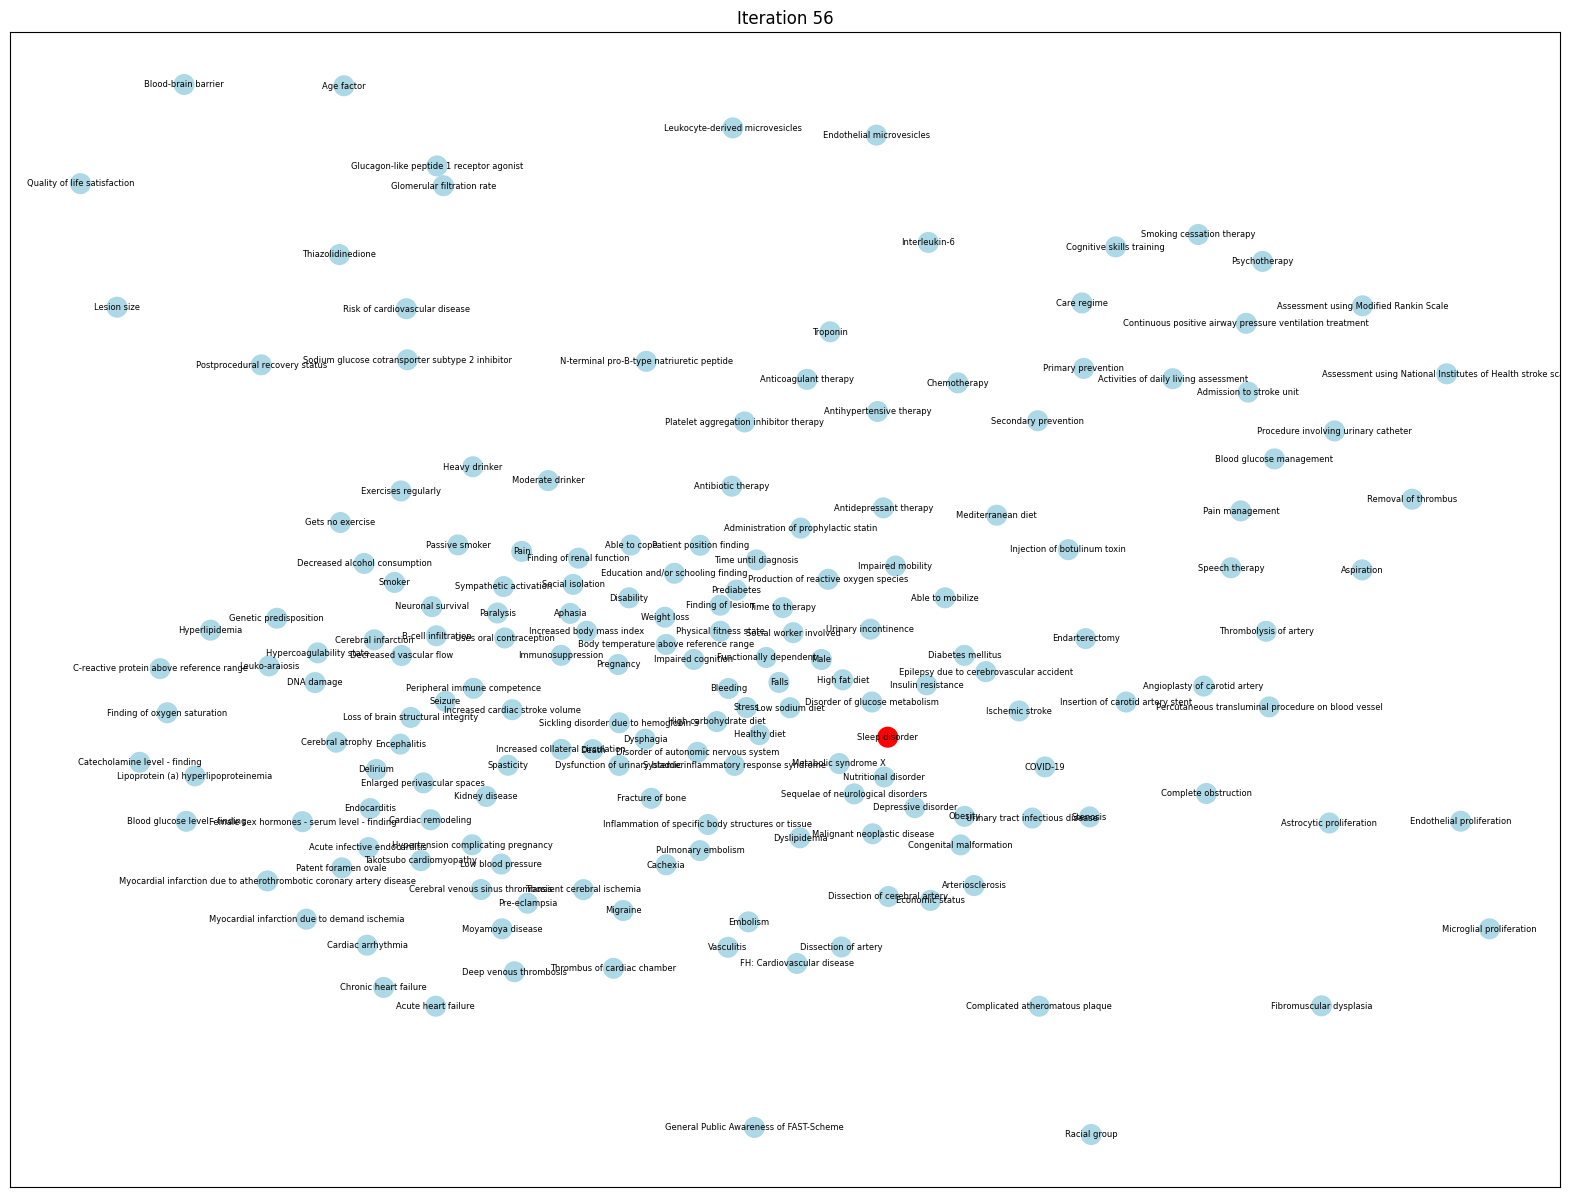 Iteration 56
Blood-brain barrier
Age factor
Leukocyte-derived microvesicles
Endothelial microvesicles
Glucagon-like peptide 1 receptor agonist
Quality of life satisfaction
Glomerular filtration rate
Smoking cessation therapy
Interleukin-6
Cognitive skills training
Thiazolidinedione
Psychotherapy
Care regime
Lesion size
Assessment using Modified Rankin Scale
Risk of cardiovascular disease
Continuous positive airway pressure ventilation treatment
Troponin
Sodium glucose cotransporter subtype 2 inhibitor
N-terminal pro-B-type natriuretic peptide
Postprocedural recovery status
Primary prevention
Assessment using National Institutes of Health stroke sc
Anticoagulant therapy
Activities of daily living assessment
Chemotherapy
Admission to stroke unit
Antihypertensive therapy
Platelet aggregation inhibitor therapy
Secondary prevention
Procedure involving urinary catheter
Blood glucose management
Heavy drinker
Moderate drinker
Antibiotic therapy
Exercises regularly
Removal of thrombus
Antidepressant therapy
Pain management
Mediterranean diet
Gets no exercise
Administration of prophylactic statin
Passive smoker
Able to cope
Patient position finding
Injection of botulinum toxin
Pain
Finding of renal function
Time until diagnosis
Decreased alcohol consumption
Impaired mobility
Speech therapy
Aspiration
Education and/or schooling finding
Production of reactive oxygen species
Smoker
Sympathetic activation
Social isolation
Prediabetes
Disability
Able to mobilize
Neuronal survival
Finding of lesion
Time to therapy
Paralysis
Aphasia
Weight loss
Genetic predisposition
Hyperlipidemia
Urinary incontinence
Increased body mass index
Physical fitness state
Social worker involved
Thrombolysis of artery
B-cell infiltration
Uses oral contraception
Cerebral infarction
Endarterectomy
Body temperature above reference range
Hypercoagulability state
Decreased vascular flow
Immunosuppression
Impaired cognition
Functionally dependent
Male
Diabetes mellitus
Pregnancy
Leuko-araiosis
C-reactive protein above reference range
Epilepsy due to cerebrovascular accident
High fat diet
DNA damage
Falls
Insulin resistance
Angioplasty of carotid artery
Peripheral immune competence
Bleeding
Seizure
Disorder of glucose metabolism
Insertion of carotid artery stent
Stress
Low sodium diet
Percutaneous transluminal procedure on blood vessel
Increased cardiac stroke volume
Ischemic stroke
Finding of oxygen saturation
Loss of brain structural integrity
High carbohydrate diet
Sickling disorder due to hemoglobin S
Healthy diet
Sleep disorder
Dysphagia
Cerebral atrophy
Encephalitis
Increased collateral circulation
Death
Disorder of autonomic nervous system
Catecholamine level - finding
Metabolic syndrome X
Spasticity
Dysfunction of urinary bladder
Systemic inflammatory response syndrome
COVID-19
Delirium
Lipoprotein (a) hyperlipoproteinemia
Nutritional disorder
Enlarged perivascular spaces
Sequelae of neurological disorders
Complete obstruction
Kidney disease
Fracture of bone
Endocarditis
Depressive disorder
Obesity
Urinary tract infectious disease
Stenosis
Blood glucose level - finding
Female sex hormones - serum level - finding
Cardiac remodeling
Inflammation of specific body structures or tissue
Astrocytic proliferation
Endothelial proliferation
Malignant neoplastic disease
Dyslipidemia
Hypertension complicating pregnancy
Congenital malformation
Acute infective endocarditis
Pulmonary embolism
Takotsubo cardiomyopathy
Low blood pressure
Cachexia
Patent foramen ovale
Myocardial infarction due to atherothrombotic coronary artery disease
Arteriosclerosis
Cerebral venous sinus thrombosis
Transient cerebral ischemia
Dissection of cerebral artery
Economic status
Pre-eclampsia
Migraine
Myocardial infarction due to demand ischemia
Embolism
Moyamoya disease
Microglial proliferation
Cardiac arrhythmia
Vasculitis
Dissection of artery
FH: Cardiovascular disease
Thrombus of cardiac chamber
Deep venous thrombosis
Chronic heart failure
Acute heart failure
Complicated atheromatous plaque
Fibromuscular dysplasia
General Public Awareness of FAST-Scheme
Racial group